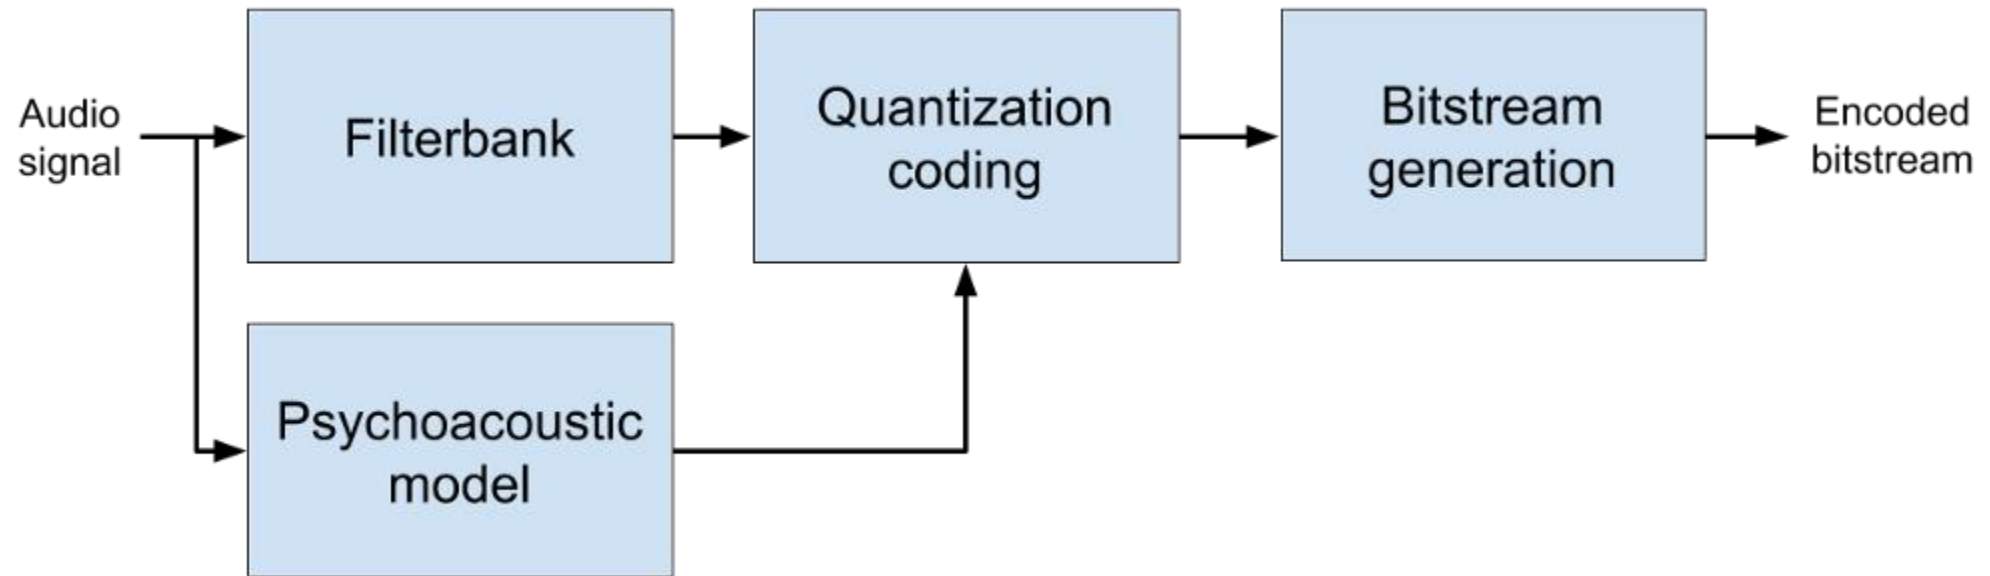 Audio
signal
Filterbank
Quantization
coding
Bitstream
generation
Encoded
bitstream
Psychoacoustic
model